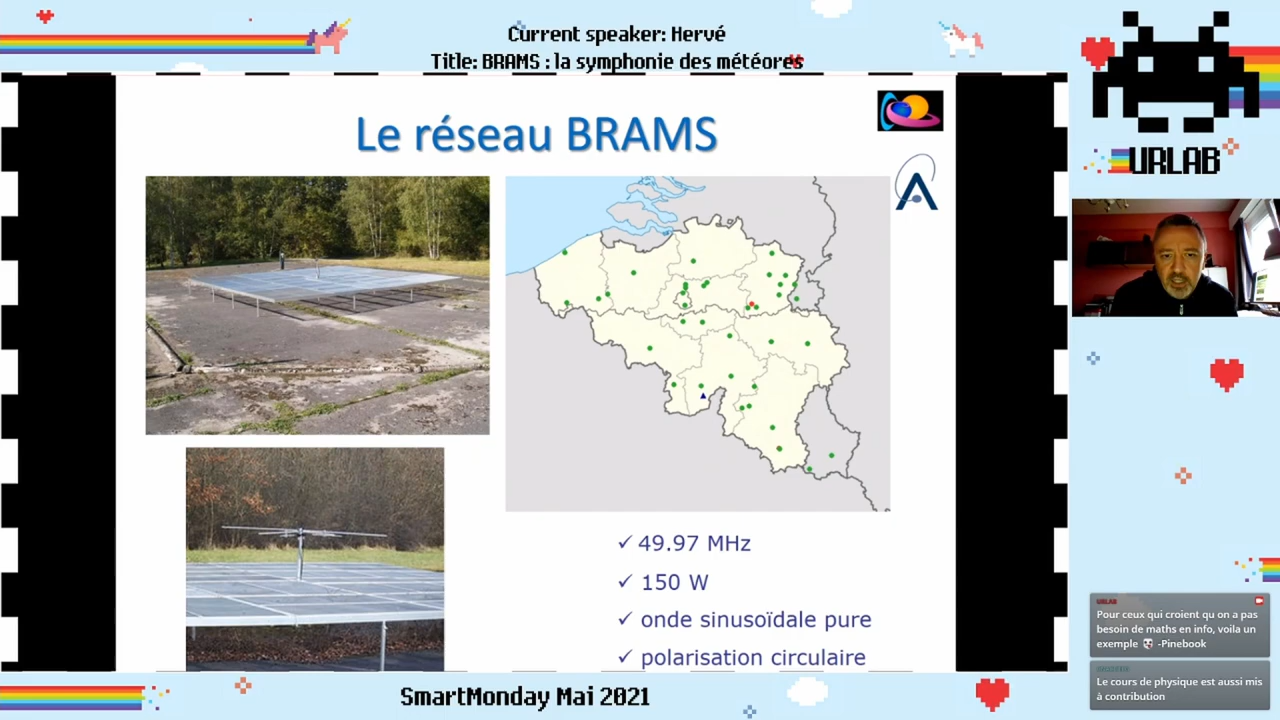 Current speaker: Hervé
Title: BRAMS : la symphonie des météores
Le réseau BRAMS
49.97 MHz
150 W
onde sinusoïdale pure
polarisation circulaire
SmartMonday Mai 2021
URLAB
URLAB
Pour ceux qui croient qu on a pas
besoin de maths en info, voila un
exemple -Pinebook
Le cours de physique est aussi mis
à contribution